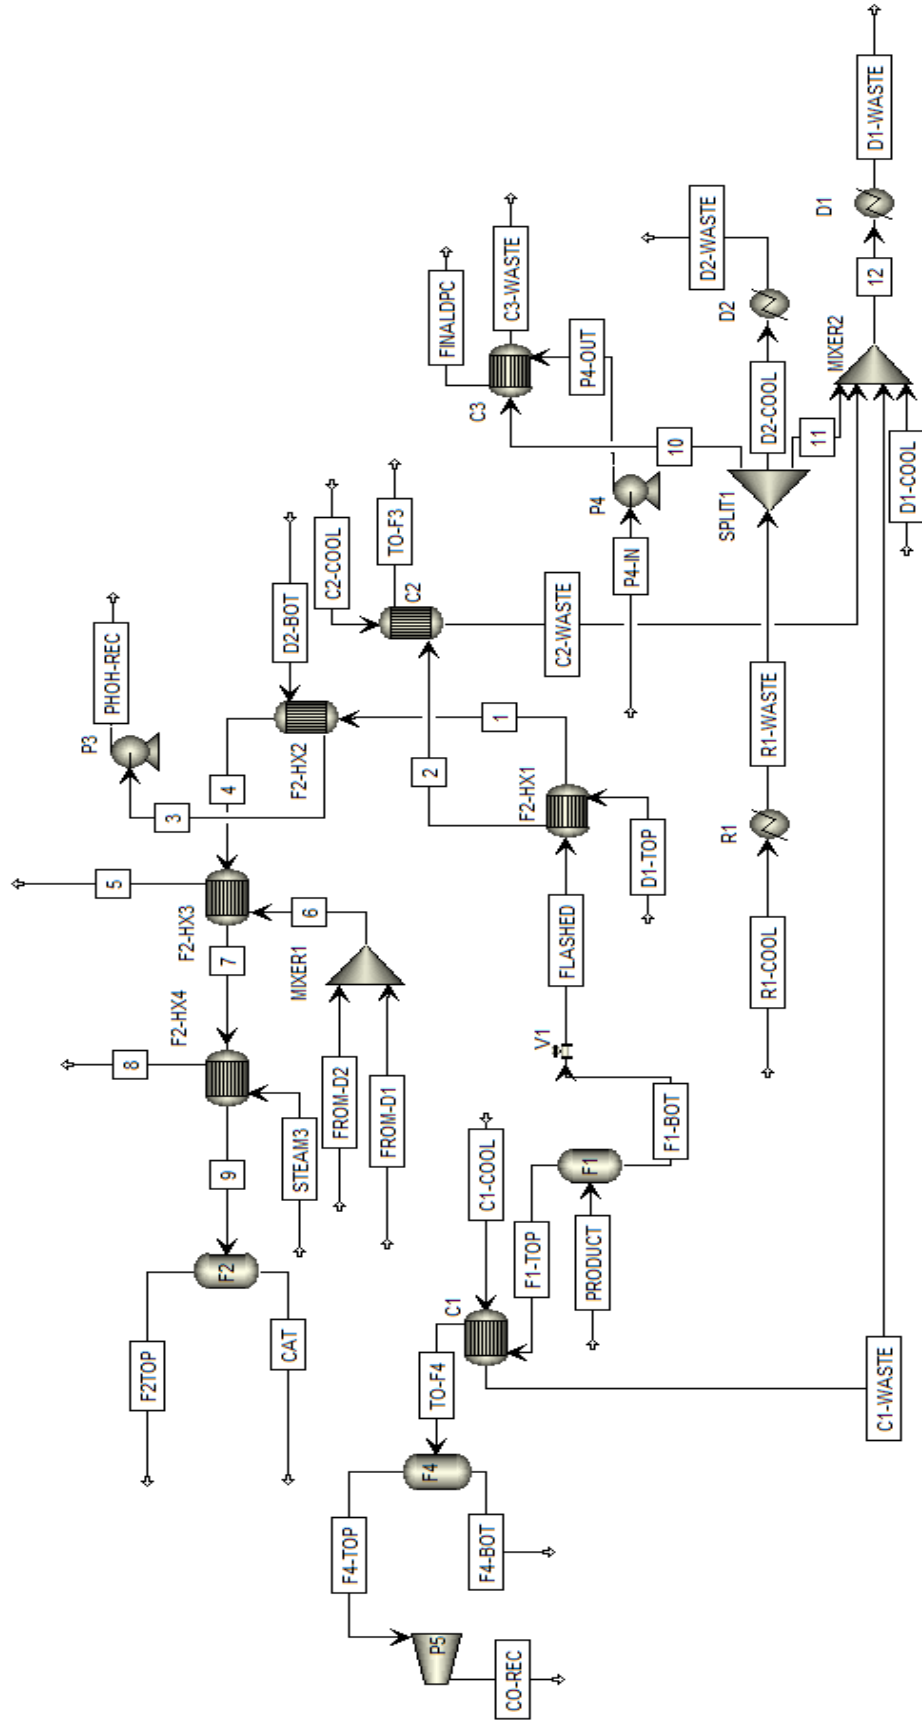 F2TOP
CAT
F2
9
F2-HX4
8
STEAM3
7
F2-HX3
5
6
MIXER1
FROM-D2
FROM-D1
4
3
P3
PHOH-REC
F2-HX2
D2-BOT
1
2
C2-COOL
C2
TO-F3
C2-WASTE
F2-HX1
D1-TOP
FLASHED
V1
F1-BOT
F1
F1-TOP
PRODUCT
C1-COOL
C1
TO-F4
F4
F4-TOP
F4-BOT
P5
CO-REC
C1-WASTE
R1-COOL
R1
R1-WASTE
SPLIT1
P4-IN
P4
P4-OUT
10
C3
FINALDPC
C3-WASTE
D2-COOL
D2
D2-WASTE
11
D1-COOL
MIXER2
12
D1
D1-WASTE